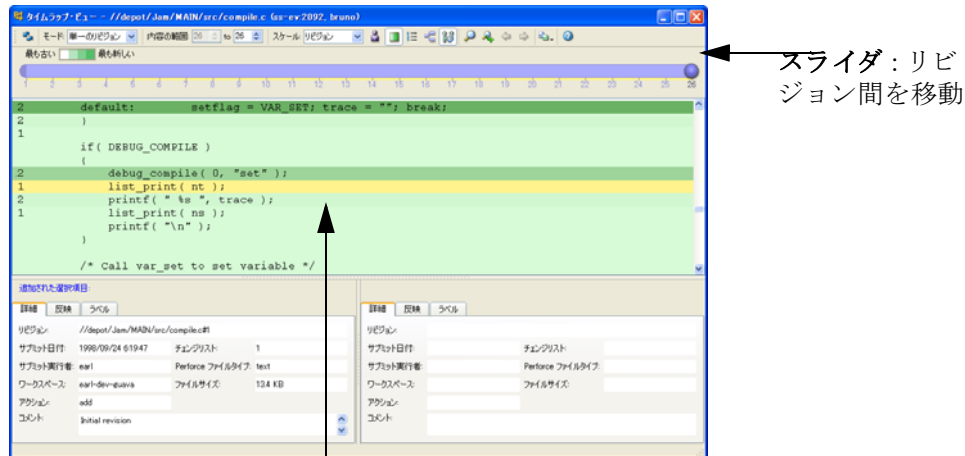 タイムラプス・ビュー - //depot/Jam/MAIN/src/compile.c (ss-ev:2092, bruno)
モード 単一のリビジョン 内容の範囲 26 to 26 スケール リビジョン
最も古い 最も新しい
1 2 3 4 5 6 7 8 9 10 11 12 13 14 15 16 17 18 19 20 21 22 23 24 25 26
スライダ：リビ
ジョン間を移動
2 default: setflag = VAR_SET; trace = ""; break;
2 }
1
if( DEBUG_COMPILE )
{
2 debug_compile( 0, "set" );
1 list_print( nt );
2 printf( " %s ", trace );
1 list_print( ns );
printf( "\n" );
}
/* Call var_set to set variable */
追加された選択項目:
詳細 反映 ラベル
リビジョン: //depot/Jam/MAIN/src/compile.c#1
サブミット日付: 1998/09/24 6:19:47 チェンジリスト: 1
サブミット実行者: earl Perforce ファイルタイプ: text
ワークスペース: earl-dev-guava ファイルサイズ: 13.4 KB
アクション: add
コメント: Initial revision
詳細 反映 ラベル
リビジョン:
サブミット日付: チェンジリスト:
サブミット実行者: Perforce ファイルタイプ:
ワークスペース: ファイルサイズ:
アクション:
コメント: